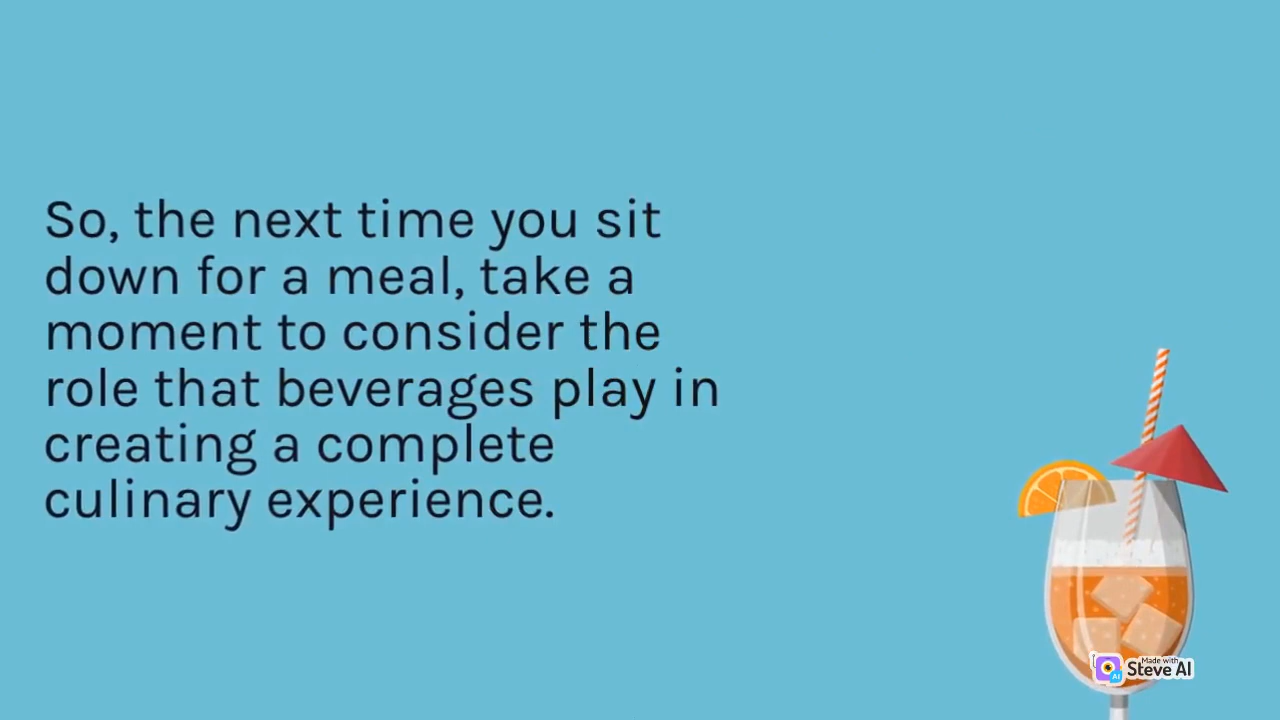 So, the next time you sit
down for a meal, take a
moment to consider the
role that beverages play in
creating a complete
culinary experience.
Made with
Steve AI
AI